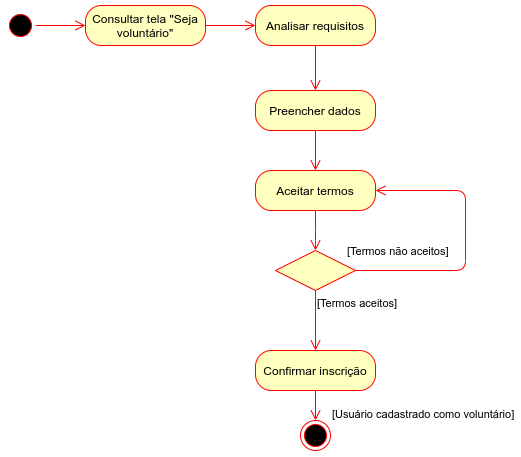 Consultar tela "Seja
voluntário"
Analisar requisitos
Preencher dados
Aceitar termos
[Termos não aceitos]
[Termos aceitos]
Confirmar inscrição
[Usuário cadastrado como voluntário]